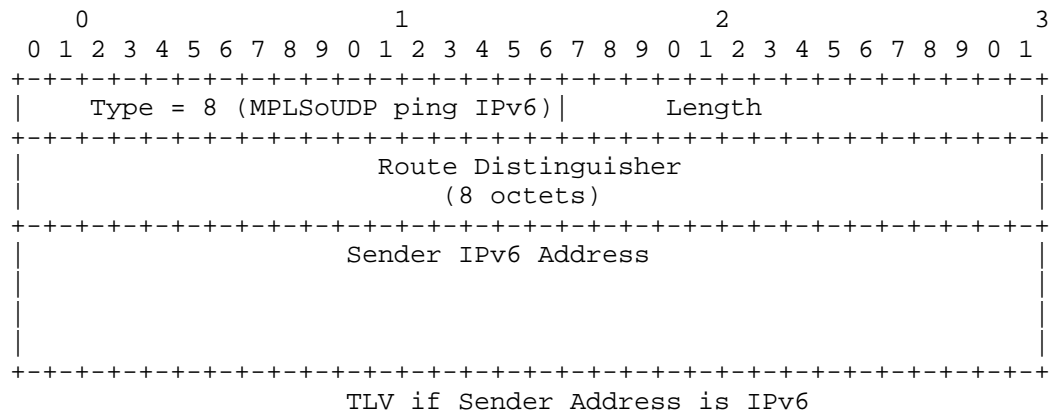 0                   1                   2                   3
0 1 2 3 4 5 6 7 8 9 0 1 2 3 4 5 6 7 8 9 0 1 2 3 4 5 6 7 8 9 0 1
+-+-+-+-+-+-+-+-+-+-+-+-+-+-+-+-+-+-+-+-+-+-+-+-+-+-+-+-+-+-+-+-+
|    Type = 8 (MPLSoUDP ping IPv6)|      Length                 |
+-+-+-+-+-+-+-+-+-+-+-+-+-+-+-+-+-+-+-+-+-+-+-+-+-+-+-+-+-+-+-+-+
|                      Route Distinguisher                      |
|                          (8 octets)                           |
+-+-+-+-+-+-+-+-+-+-+-+-+-+-+-+-+-+-+-+-+-+-+-+-+-+-+-+-+-+-+-+-+
|                    Sender IPv6 Address                        |
|                                                               |
|                                                               |
|                                                               |
+-+-+-+-+-+-+-+-+-+-+-+-+-+-+-+-+-+-+-+-+-+-+-+-+-+-+-+-+-+-+-+-+
TLV if Sender Address is IPv6